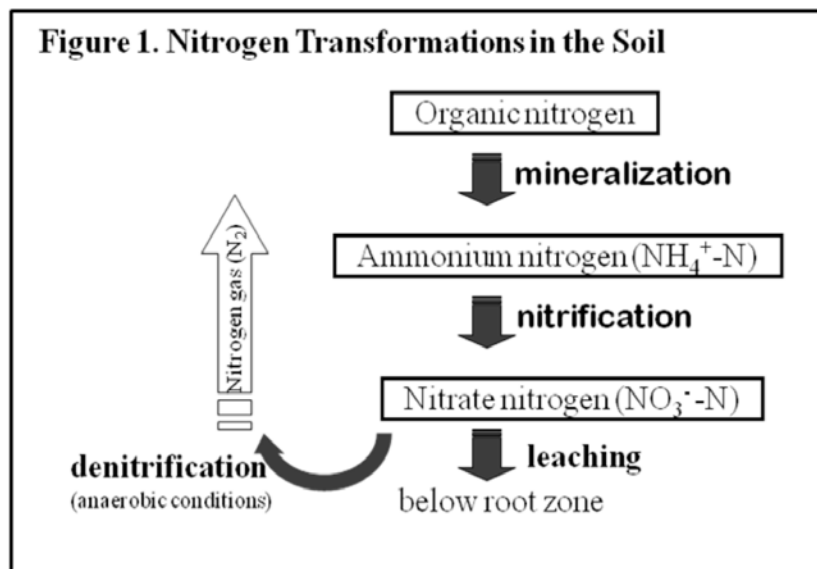 Figure 1. Nitrogen Transformations in the Soil
Organic nitrogen
mineralization
Ammonium nitrogen (NH₄⁺-N)
nitrification
Nitrate nitrogen (NO₃⁻-N)
leaching
below root zone
denitrification
(anaerobic conditions)
Nitrogen gas (N₂)